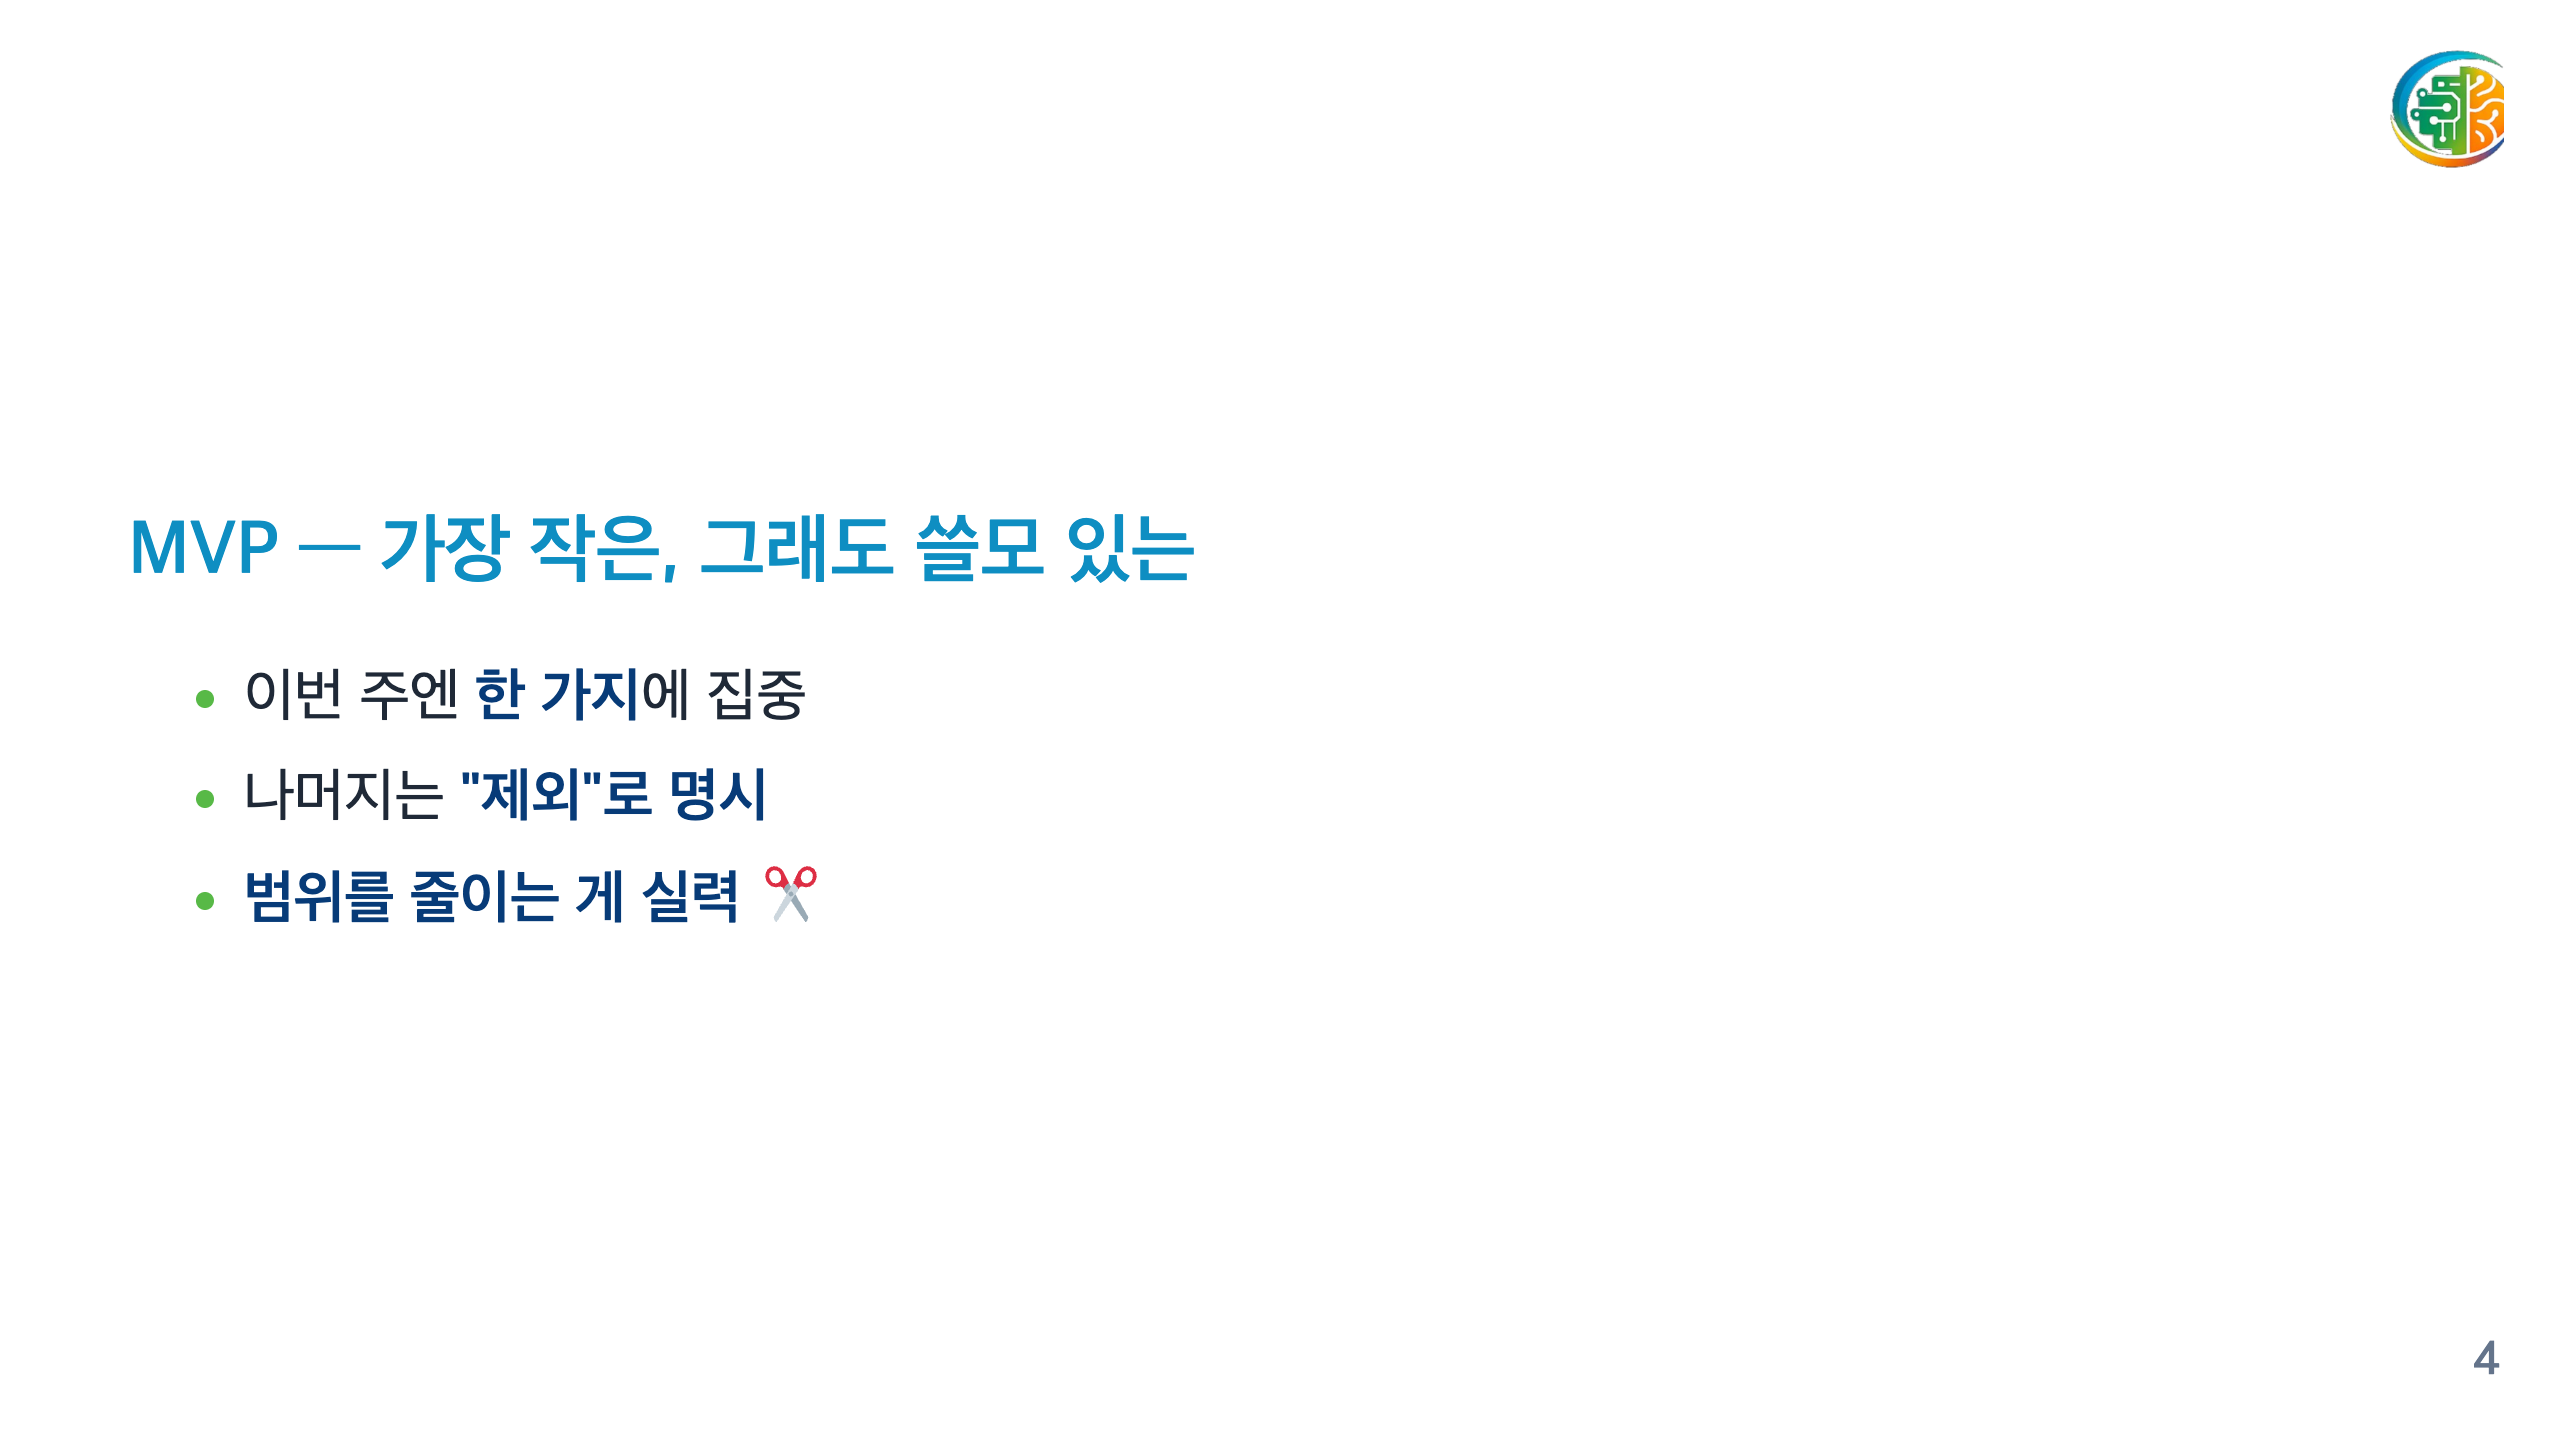 MVP — 가장 작은, 그래도 쓸모 있는
이번 주엔 한 가지에 집중
나머지는 "제외"로 명시
범위를 줄이는 게 실력 ✂️
4